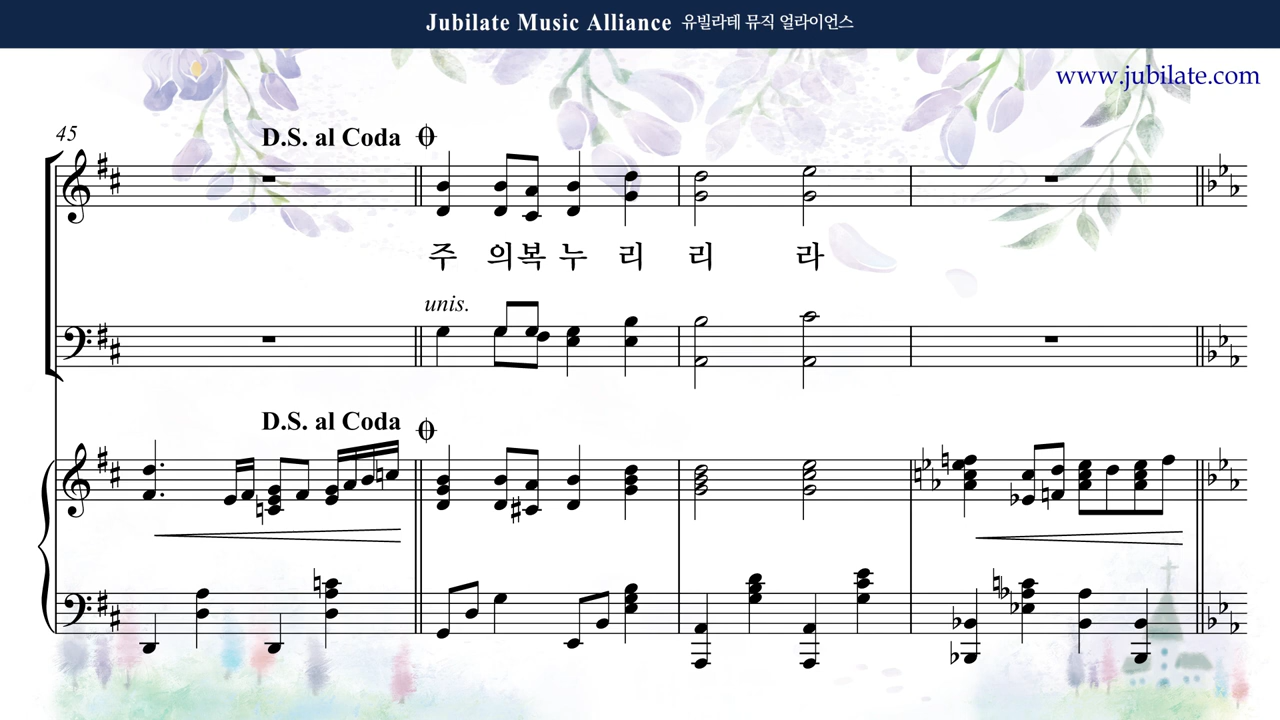 Jubilate Music Alliance 유빌라테 뮤직 얼라이언스
www.jubilate.com
45
D.S. al Coda
주 의 복 누 리 리 라
unis.
D.S. al Coda